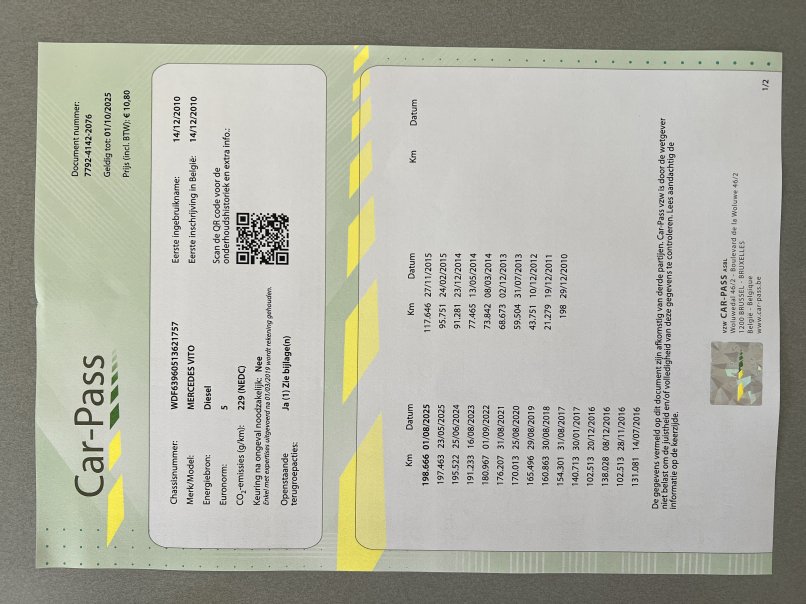 Car-Pass
Document nummer:
7792-4142-2076
Geldig tot: 01/10/2025
Prijs (incl. BTW): € 10,80
Chassisnummer: WDF63960513621757
Merk/Model: MERCEDES VITO
Energiebron: Diesel
Euronorm: 5
CO2-emissies (g/km): 229 (NEDC)
Keuring na ongeval noodzakelijk: Nee
Enkel met expertises uitgevoerd na 01/03/2019 wordt rekening gehouden.
Openstaande terugroepacties: Ja (1) Zie bijlage(n)
Eerste ingebruikname: 14/12/2010
Eerste inschrijving in België: 14/12/2010
Scan de QR code voor de
onderhoudshistoriek en extra info.:
Km Datum
198.666 01/08/2025
197.463 23/05/2025
195.522 25/06/2024
191.233 16/08/2023
180.967 01/09/2022
176.207 31/08/2021
170.013 25/08/2020
165.496 29/08/2019
160.863 30/08/2018
154.301 31/08/2017
140.713 30/01/2017
102.513 20/12/2016
138.028 08/12/2016
102.513 28/11/2016
131.081 14/07/2016
Km Datum
117.646 27/11/2015
95.751 24/02/2015
91.281 23/12/2014
77.465 13/05/2014
73.842 08/03/2014
68.673 02/12/2013
59.504 31/07/2013
43.751 10/12/2012
21.279 19/12/2011
198 29/12/2010
Km Datum
De gegevens vermeld op dit document zijn afkomstig van derde partijen. Car-Pass vzw is door de wetgever
niet belast om de juistheid en/of volledigheid van deze gegevens te controleren. Lees aandachtig de
informatie op de keerzijde.
VZW CAR-PASS ASBL
Woluwedal 46/2 - Boulevard de la Woluwe 46/2
1200 BRUSSEL - BRUXELLES
België - Belgique
www.car-pass.be
1/2